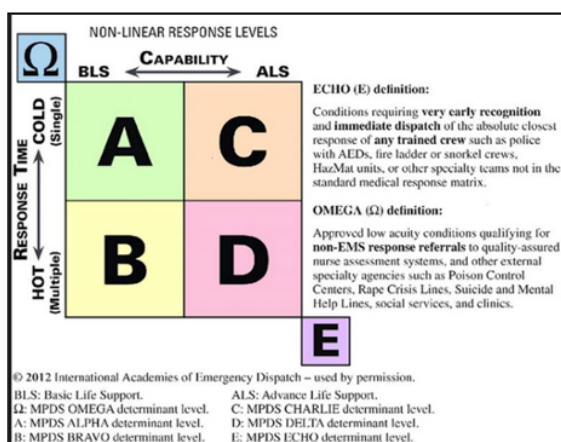 NON-LINEAR RESPONSE LEVELS
Ω
CAPABILITY
BLS
ALS
RESPONSE TIME
COLD
(Single)
HOT
(Multiple)
A
C
B
D
E
ECHO (E) definition:
Conditions requiring very early recognition
and immediate dispatch of the absolute closest
response of any trained crew such as police
with AEDs, fire ladder or snorkel crews,
HazMat units, or other specialty teams not in the
standard medical response matrix.
OMEGA (Ω) definition:
Approved low acuity conditions qualifying for
non-EMS response referrals to quality-assured
nurse assessment systems, and other external
specialty agencies such as Poison Control
Centers, Rape Crisis Lines, Suicide and Mental
Help Lines, social services, and clinics.
© 2012 International Academies of Emergency Dispatch – used by permission.
BLS: Basic Life Support.
ALS: Advance Life Support.
Ω: MPDS OMEGA determinant level.
C: MPDS CHARLIE determinant level.
A: MPDS ALPHA determinant level.
D: MPDS DELTA determinant level.
B: MPDS BRAVO determinant level.
E: MPDS ECHO determinant level.